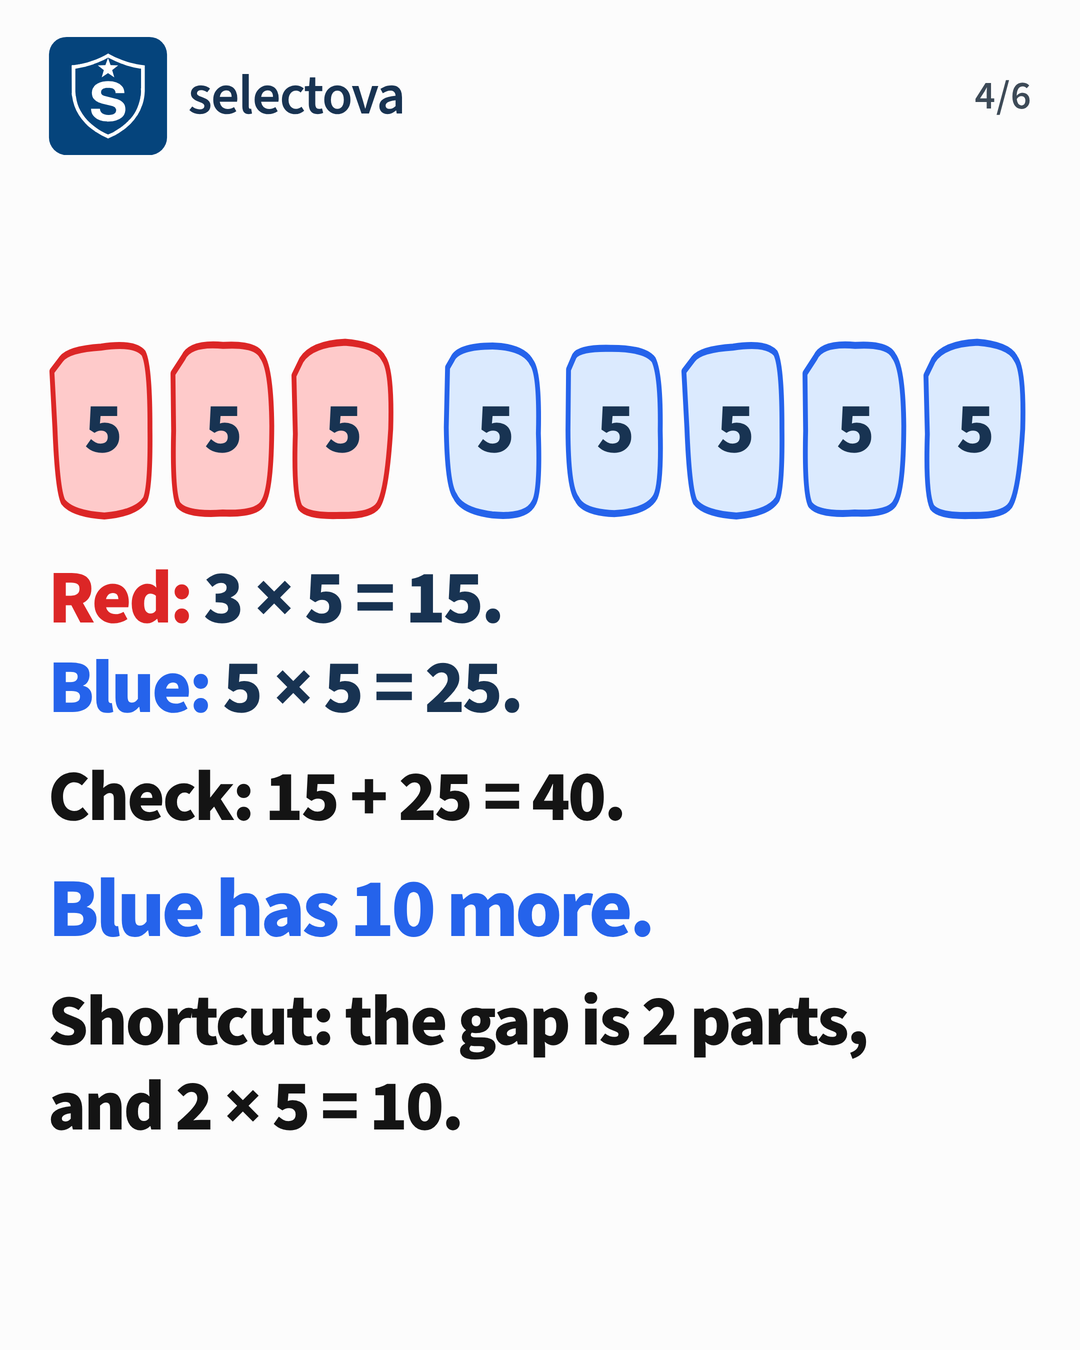 S
selectova
4/6
5 5 5 5 5 5 5 5
Red: 3 × 5 = 15.
Blue: 5 × 5 = 25.
Check: 15 + 25 = 40.
Blue has 10 more.
Shortcut: the gap is 2 parts,
and 2 × 5 = 10.